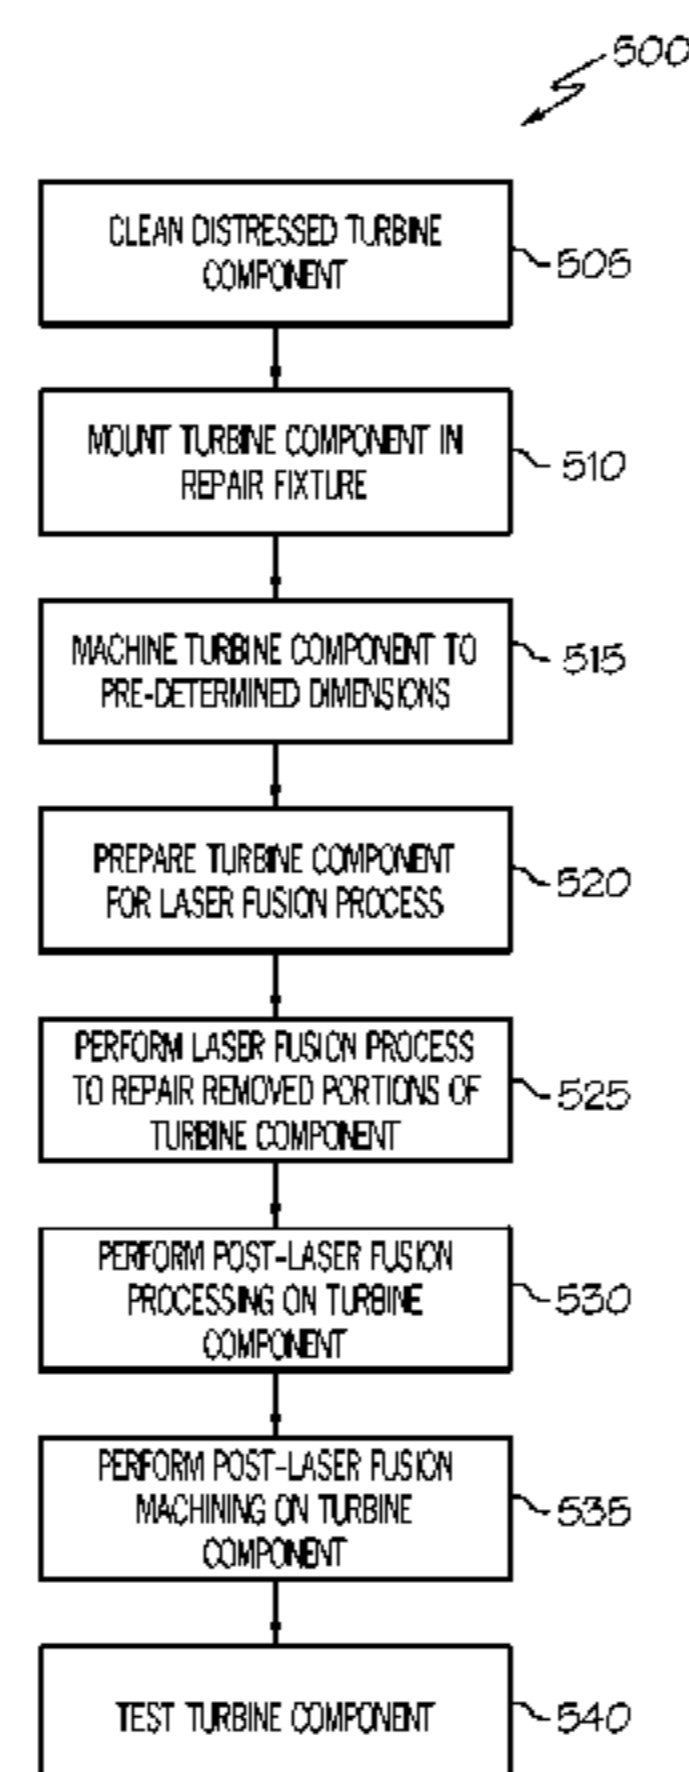 500
CLEAN DISTRESSED TURBINE
COMPONENT
505
MOUNT TURBINE COMPONENT IN
REPAIR FIXTURE
510
MACHINE TURBINE COMPONENT TO
PRE-DETERMINED DIMENSIONS
515
PREPARE TURBINE COMPONENT
FOR LASER FUSION PROCESS
520
PERFORM LASER FUSION PROCESS
TO REPAIR REMOVED PORTIONS OF
TURBINE COMPONENT
525
PERFORM POST-LASER FUSION
PROCESSING ON TURBINE
COMPONENT
530
PERFORM POST-LASER FUSION
MACHINING ON TURBINE
COMPONENT
535
TEST TURBINE COMPONENT
540